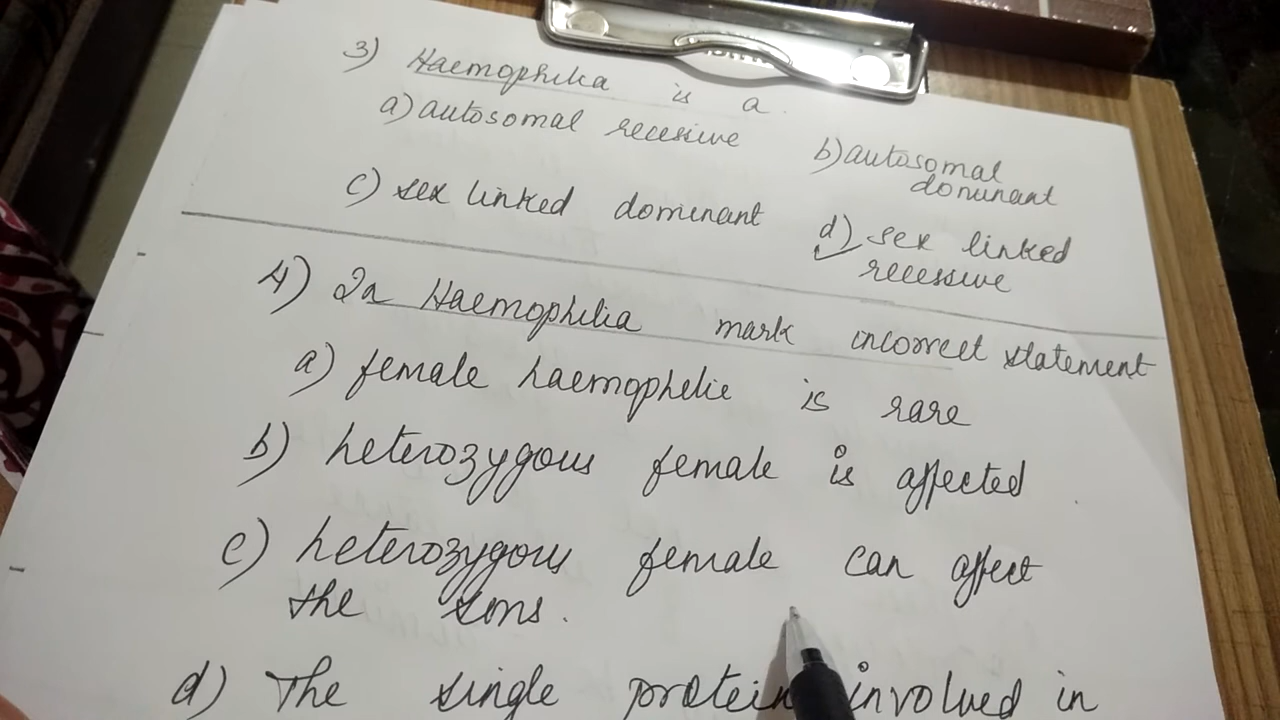 3) Haemophilia is a
a) autosomal recessive
b) autosomal
dominant
c) sex linked dominant
d) sex linked
recessive
4) In Haemophilia mark incorrect statement
a) female haemophelic is rare
b) heterozygous female is affected
c) heterozygous female can affect
the sons.
d) The single protein involved in